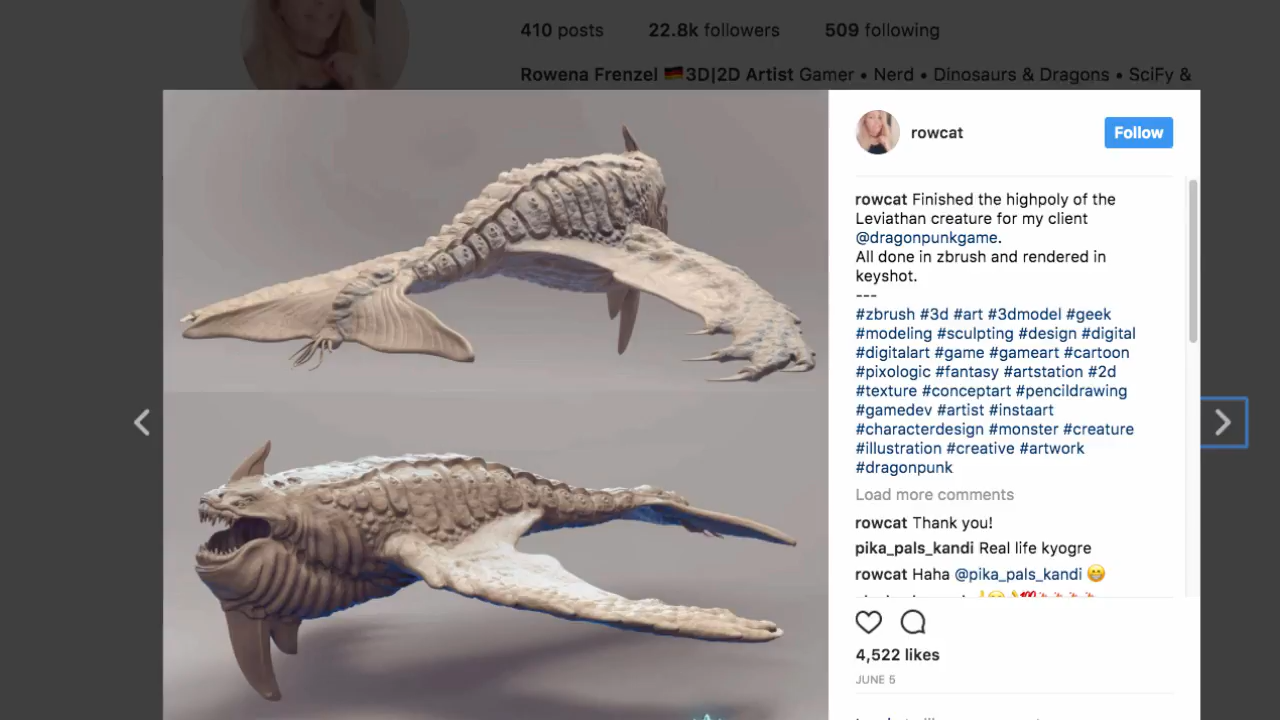 410 posts 22.8k followers 509 following
Rowena Frenzel 🇩🇪3D|2D Artist Gamer • Nerd • Dinosaurs & Dragons • SciFy &
rowcat
Follow
rowcat Finished the highpoly of the
Leviathan creature for my client
@dragonpunkgame.
All done in zbrush and rendered in
keyshot.
---
#zbrush #3d #art #3dmodel #geek
#modeling #sculpting #design #digital
#digitalart #game #gameart #cartoon
#pixologic #fantasy #artstation #2d
#texture #conceptart #pencildrawing
#gamedev #artist #instaart
#characterdesign #monster #creature
#illustration #creative #artwork
#dragonpunk
Load more comments
rowcat Thank you!
pika_pals_kandi Real life kyogre
rowcat Haha @pika_pals_kandi 😁
4,522 likes
JUNE 5